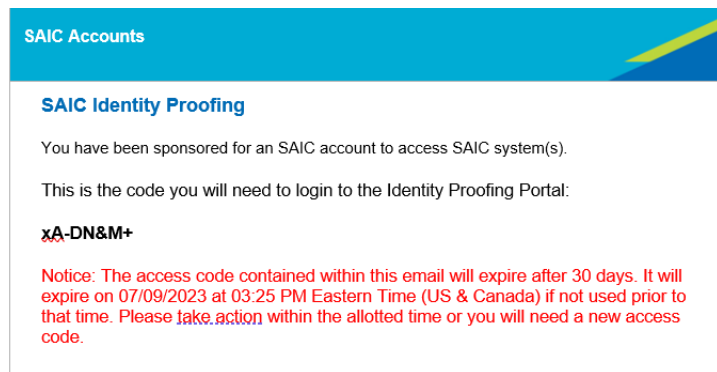 SAIC Accounts
SAIC Identity Proofing
You have been sponsored for an SAIC account to access SAIC system(s).
This is the code you will need to login to the Identity Proofing Portal:
xA-DN&M+
Notice: The access code contained within this email will expire after 30 days. It will
expire on 07/09/2023 at 03:25 PM Eastern Time (US & Canada) if not used prior to
that time. Please take action within the allotted time or you will need a new access
code.